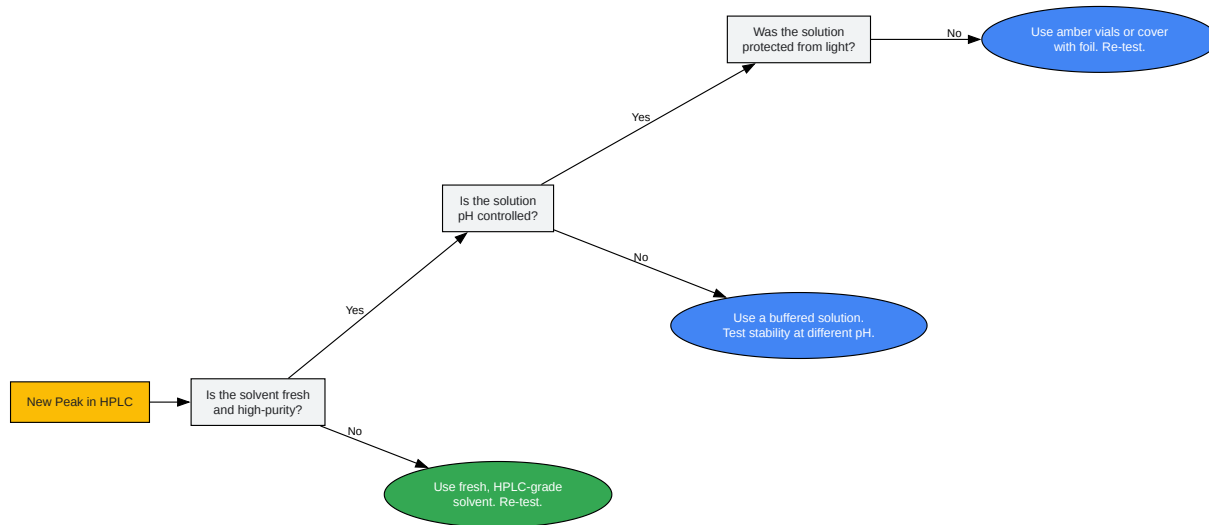 Was the solution
protected from light?
No
Use amber vials or cover
with foil. Re-test.
Yes
Is the solution
pH controlled?
No
Use a buffered solution.
Test stability at different pH.
Yes
New Peak in HPLC
Is the solvent fresh
and high-purity?
No
Use fresh, HPLC-grade
solvent. Re-test.